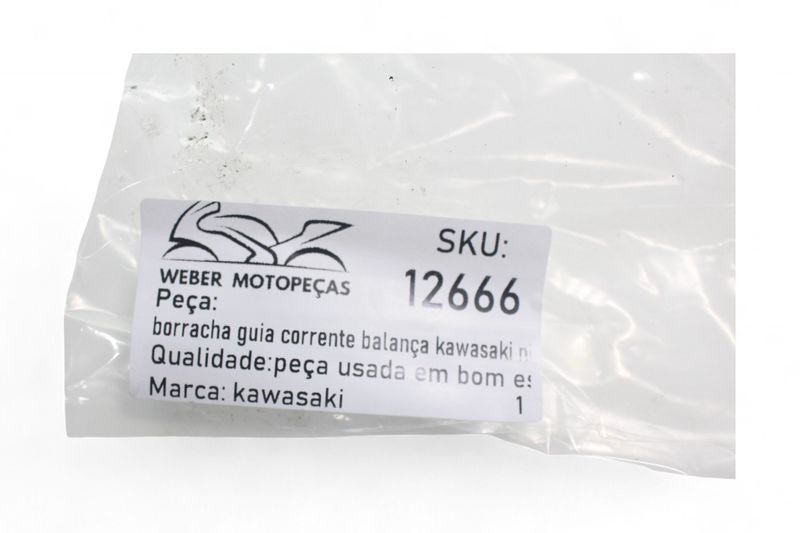 WEBER MOTOPEÇAS
SKU:
12666
Peça:
borracha guia corrente balança kawasaki
Qualidade:peça usada em bom
Marca: kawasaki
1